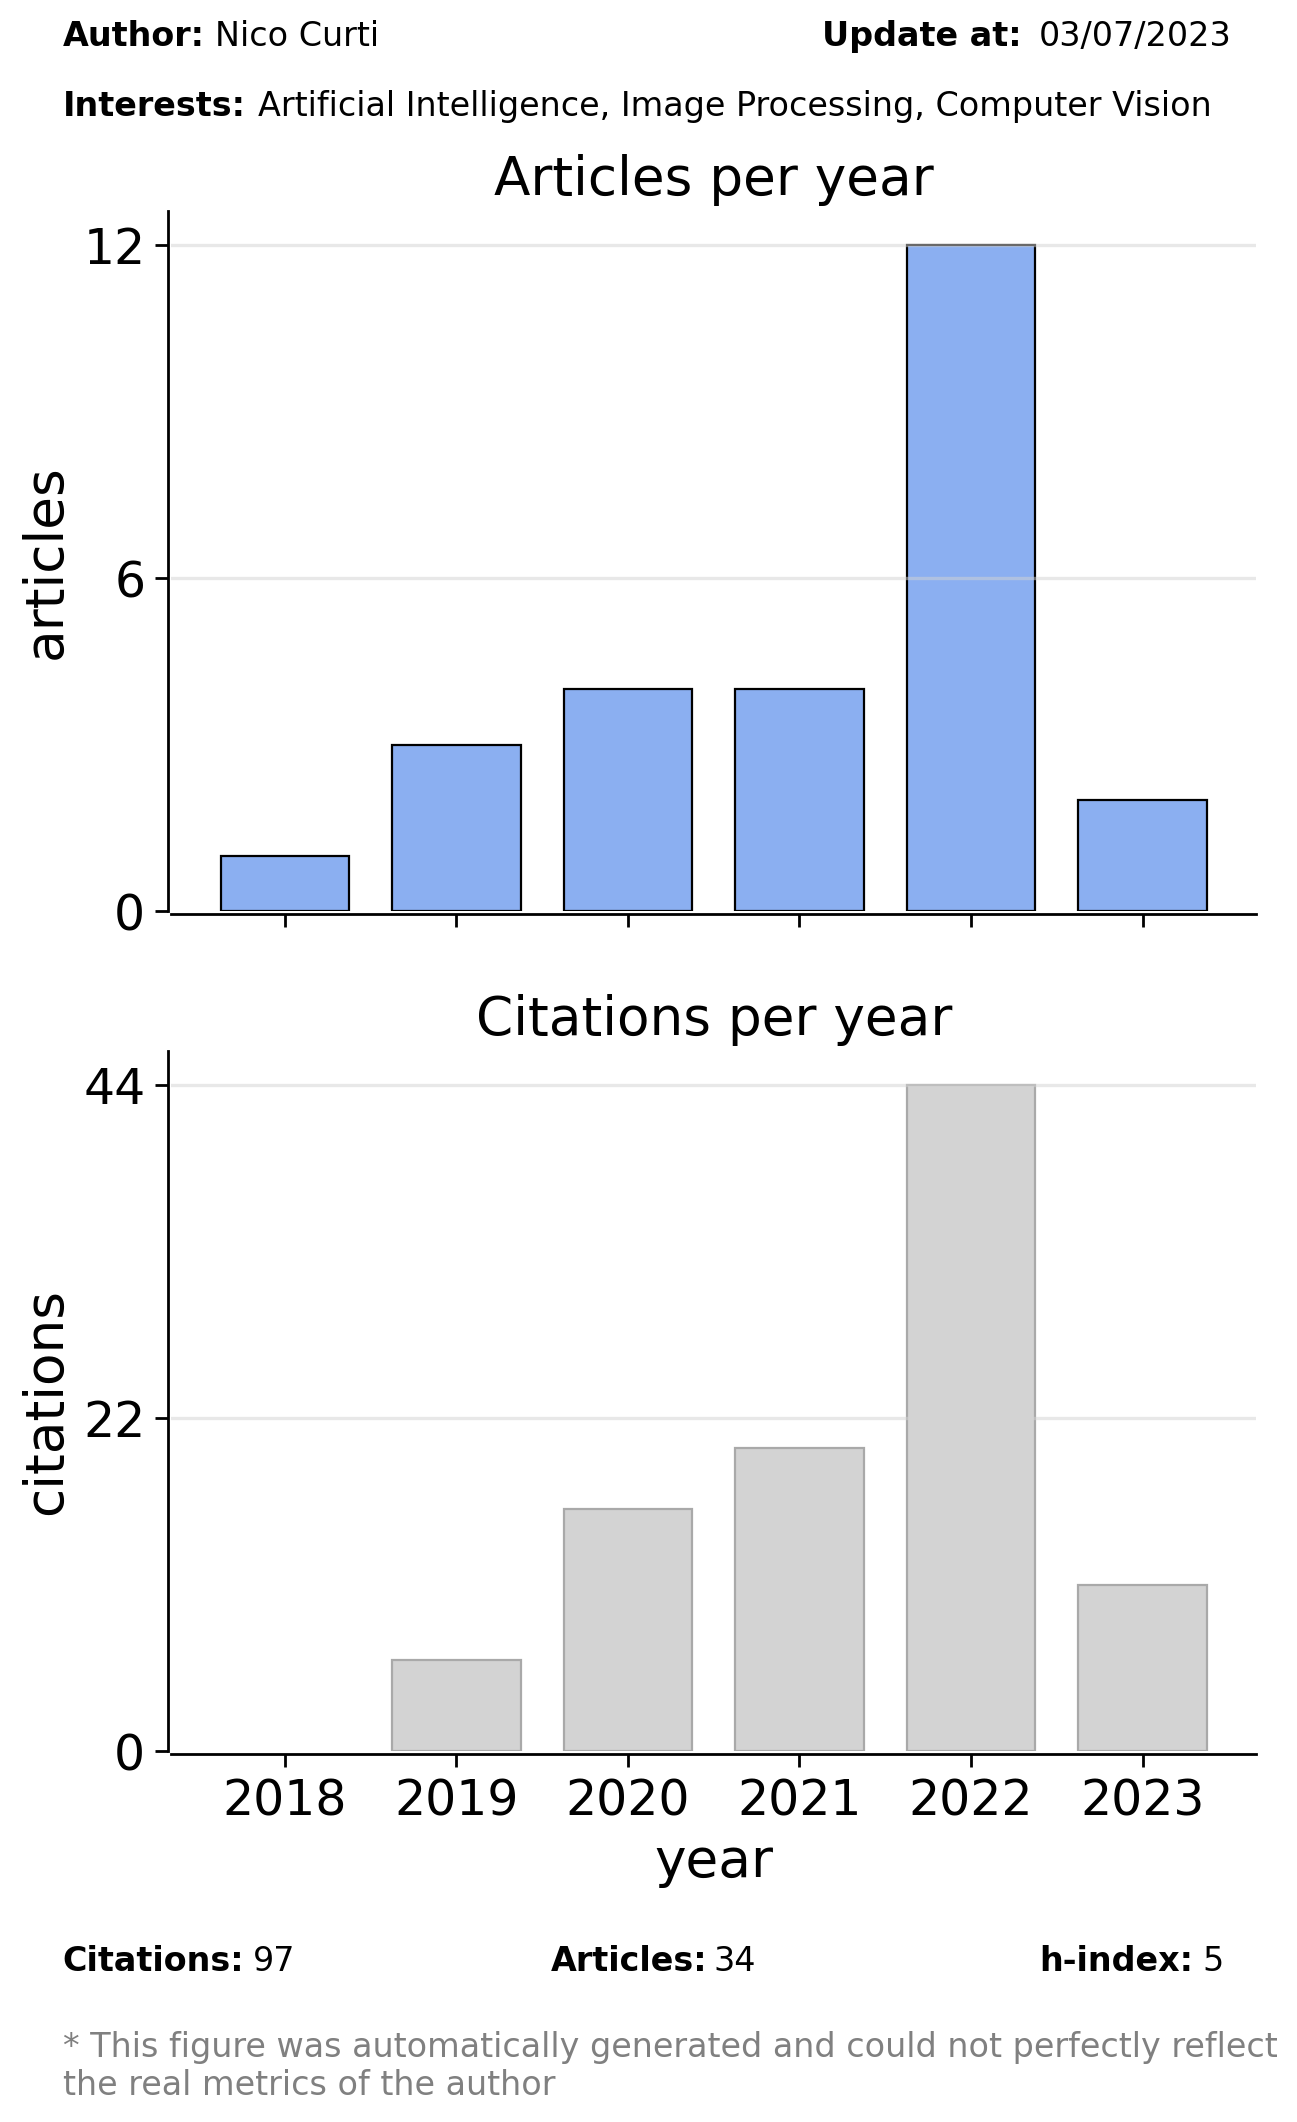 Author: Nico Curti Update at: 03/07/2023
Interests: Artificial Intelligence, Image Processing, Computer Vision
Articles per year
12
6
0
articles
Citations per year
44
22
0
citations
2018 2019 2020 2021 2022 2023
year
Citations: 97 Articles: 34 h-index: 5
* This figure was automatically generated and could not perfectly reflect
the real metrics of the author